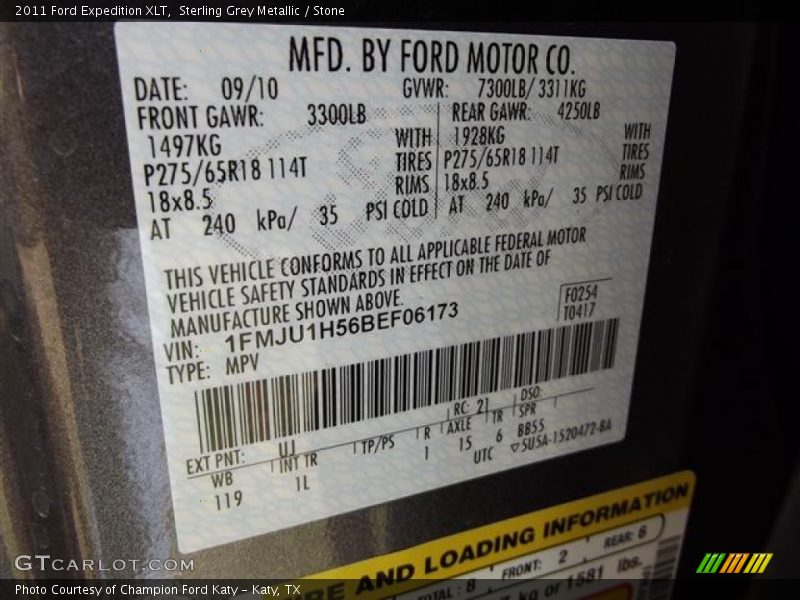 2011 Ford Expedition XLT,  Sterling Grey Metallic / Stone
MFD. BY FORD MOTOR CO.
DATE: 09/10 GVWR: 7300LB/ 3311KG
FRONT GAWR: 3300LB REAR GAWR: 4250LB
1497KG WITH 1928KG WITH
P275/65R18 114T TIRES P275/65R18 114T TIRES
18x8.5 RIMS 18x8.5 RIMS
AT 240 kPa/ 35 PSI COLD AT 240 kPa/ 35 PSI COLD
THIS VEHICLE CONFORMS TO ALL APPLICABLE FEDERAL MOTOR
VEHICLE SAFETY STANDARDS IN EFFECT ON THE DATE OF
MANUFACTURE SHOWN ABOVE.
F0254
VIN: 1FMJU1H56BEF06173
T0417
TYPE: MPV
EXT PNT: UJ RC: 21 DSO:
WB INT TR TP/PS R AXLE TR SPR
119 1L 1 15 6 BB55
UTC ▽5U5A-1520472-BA
AND LOADING INFORMATION
TOTAL: 8 FRONT: 2 REAR: 6
kg or 1581 lbs.
GTCARLOT.COM
Photo Courtesy of Champion Ford Katy – Katy, TX